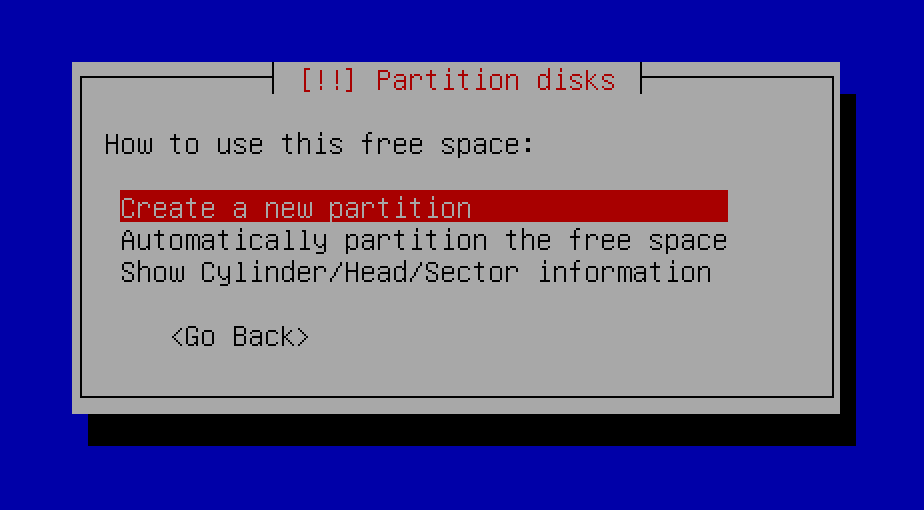 [!!] Partition disks
How to use this free space:
Create a new partition
Automatically partition the free space
Show Cylinder/Head/Sector information
<Go Back>